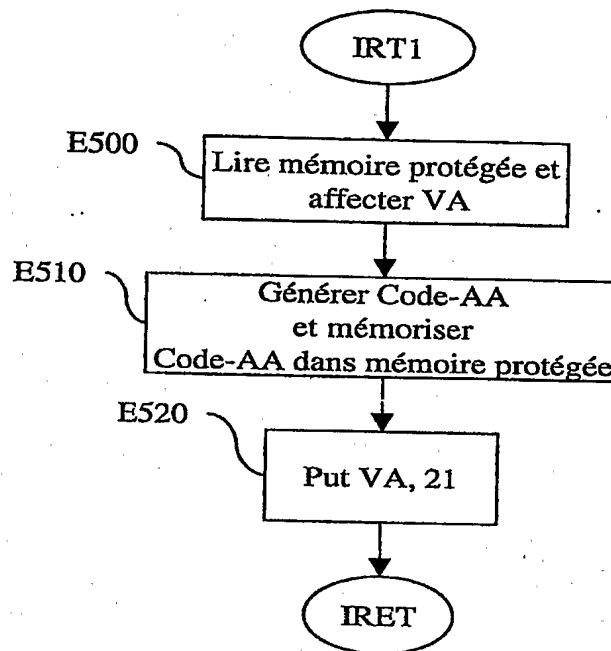 IRT1
E500
Lire mémoire protégée et
affecter VA
E510
Générer Code-AA
et mémoriser
Code-AA dans mémoire protégée
E520
Put VA, 21
IRET